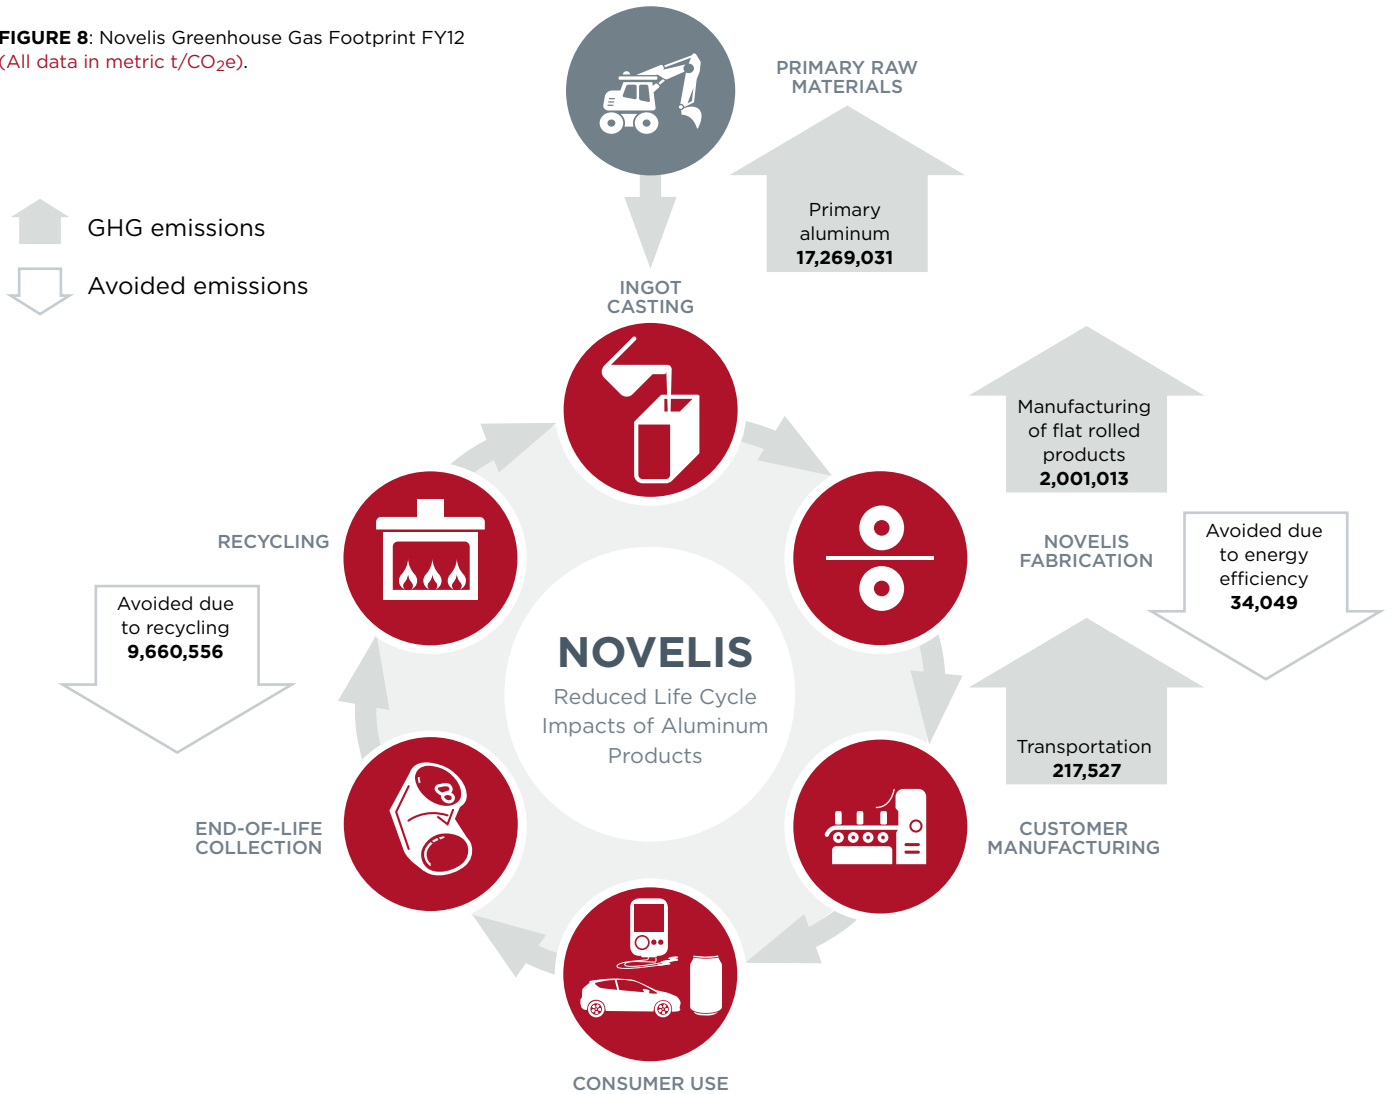 FIGURE 8: Novelis Greenhouse Gas Footprint FY12
(All data in metric t/CO2e).
GHG emissions
Avoided emissions
PRIMARY RAW
MATERIALS
Primary
aluminum
17,269,031
INGOT
CASTING
Manufacturing
of flat rolled
products
2,001,013
NOVELIS
FABRICATION
Avoided due
to energy
efficiency
34,049
Transportation
217,527
CUSTOMER
MANUFACTURING
CONSUMER USE
END-OF-LIFE
COLLECTION
RECYCLING
Avoided due
to recycling
9,660,556
NOVELIS
Reduced Life Cycle
Impacts of Aluminum
Products